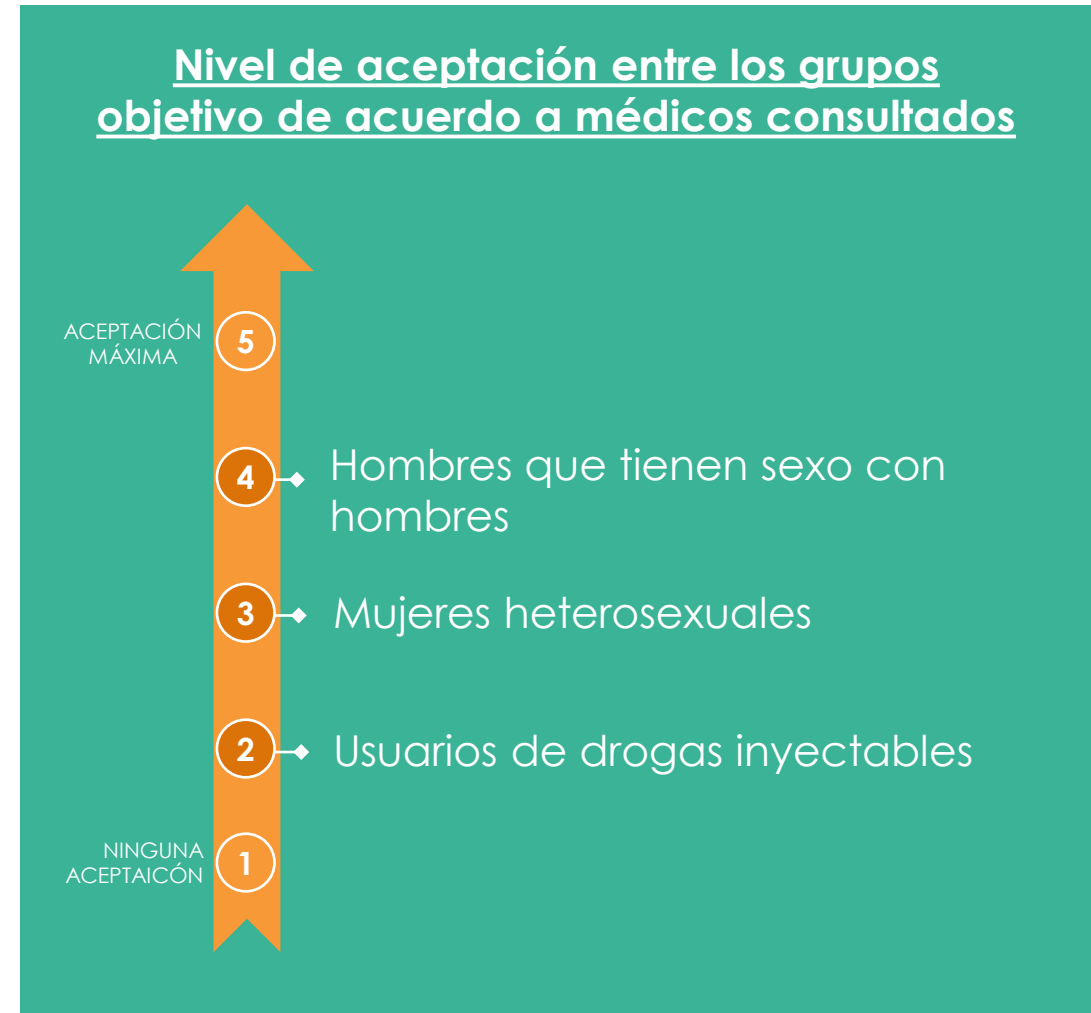 Nivel de aceptación entre los grupos
objetivo de acuerdo a médicos consultados
ACEPTACIÓN
MÁXIMA
5
4
Hombres que tienen sexo con
hombres
3
Mujeres heterosexuales
2
Usuarios de drogas inyectables
NINGUNA
ACEPTAICÓN
1